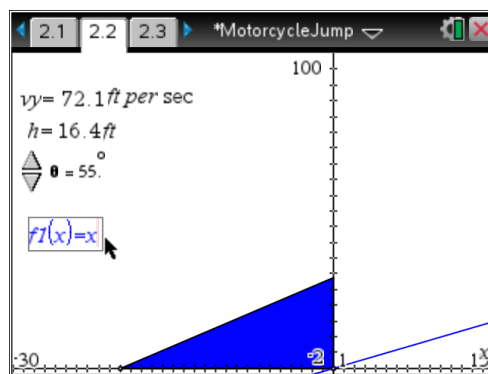 2.1 2.2 2.3 *MotorcycleJump
100
vy= 72.1ft per sec
h= 16.4ft
θ = 55.°
f1(x)=x
-30 -2 1 1 x